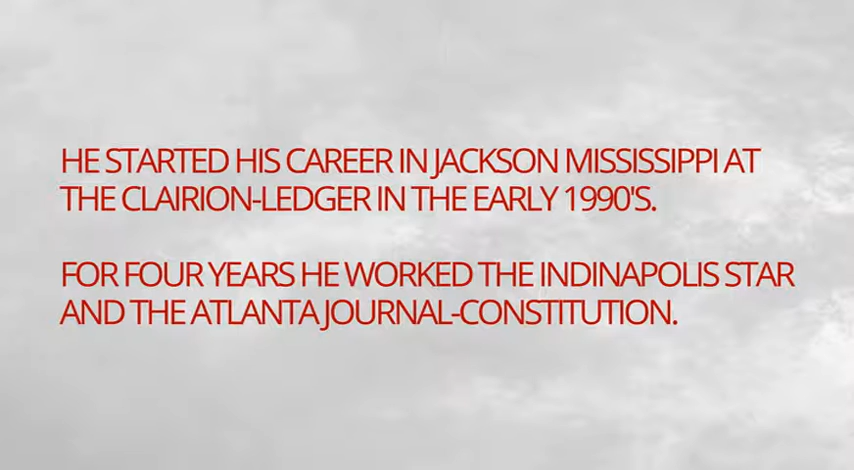 HE STARTED HIS CAREER IN JACKSON MISSISSIPPI AT
THE CLAIRION-LEDGER IN THE EARLY 1990'S.
FOR FOUR YEARS HE WORKED THE INDINAPOLIS STAR
AND THE ATLANTA JOURNAL-CONSTITUTION.